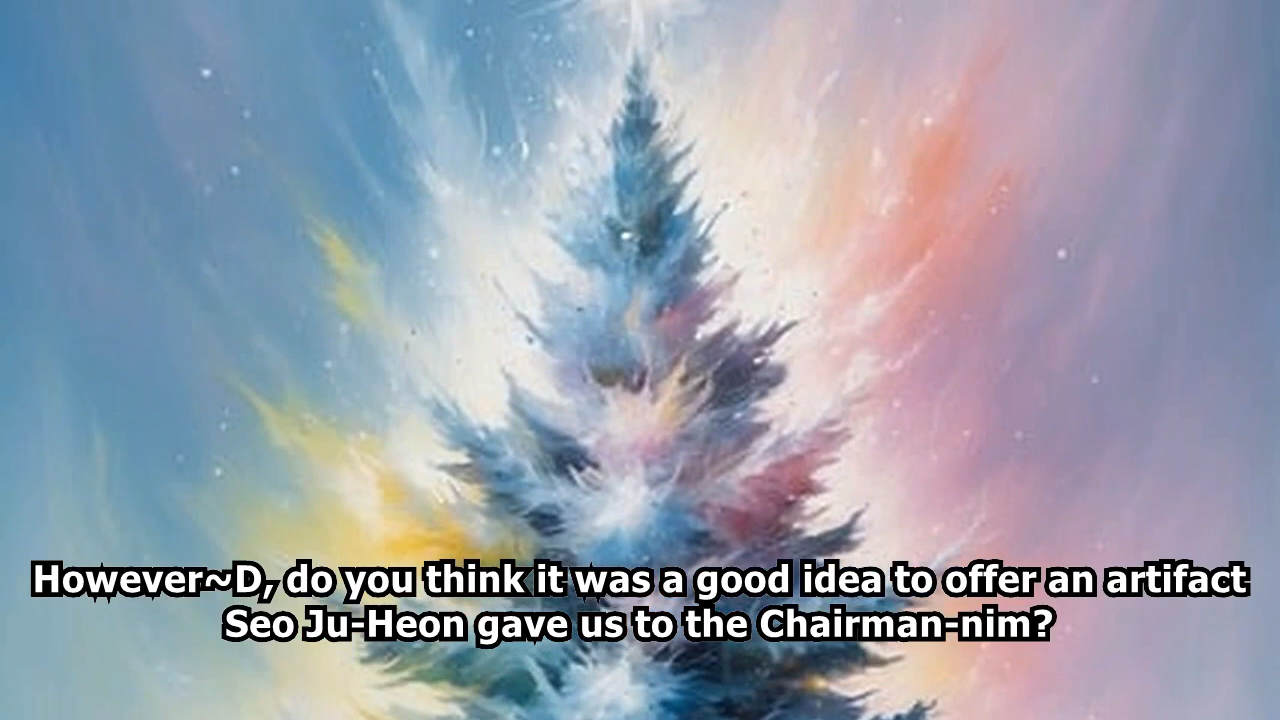 However~D, do you think it was a good idea to offer an artifact
Seo Ju-Heon gave us to the Chairman-nim?